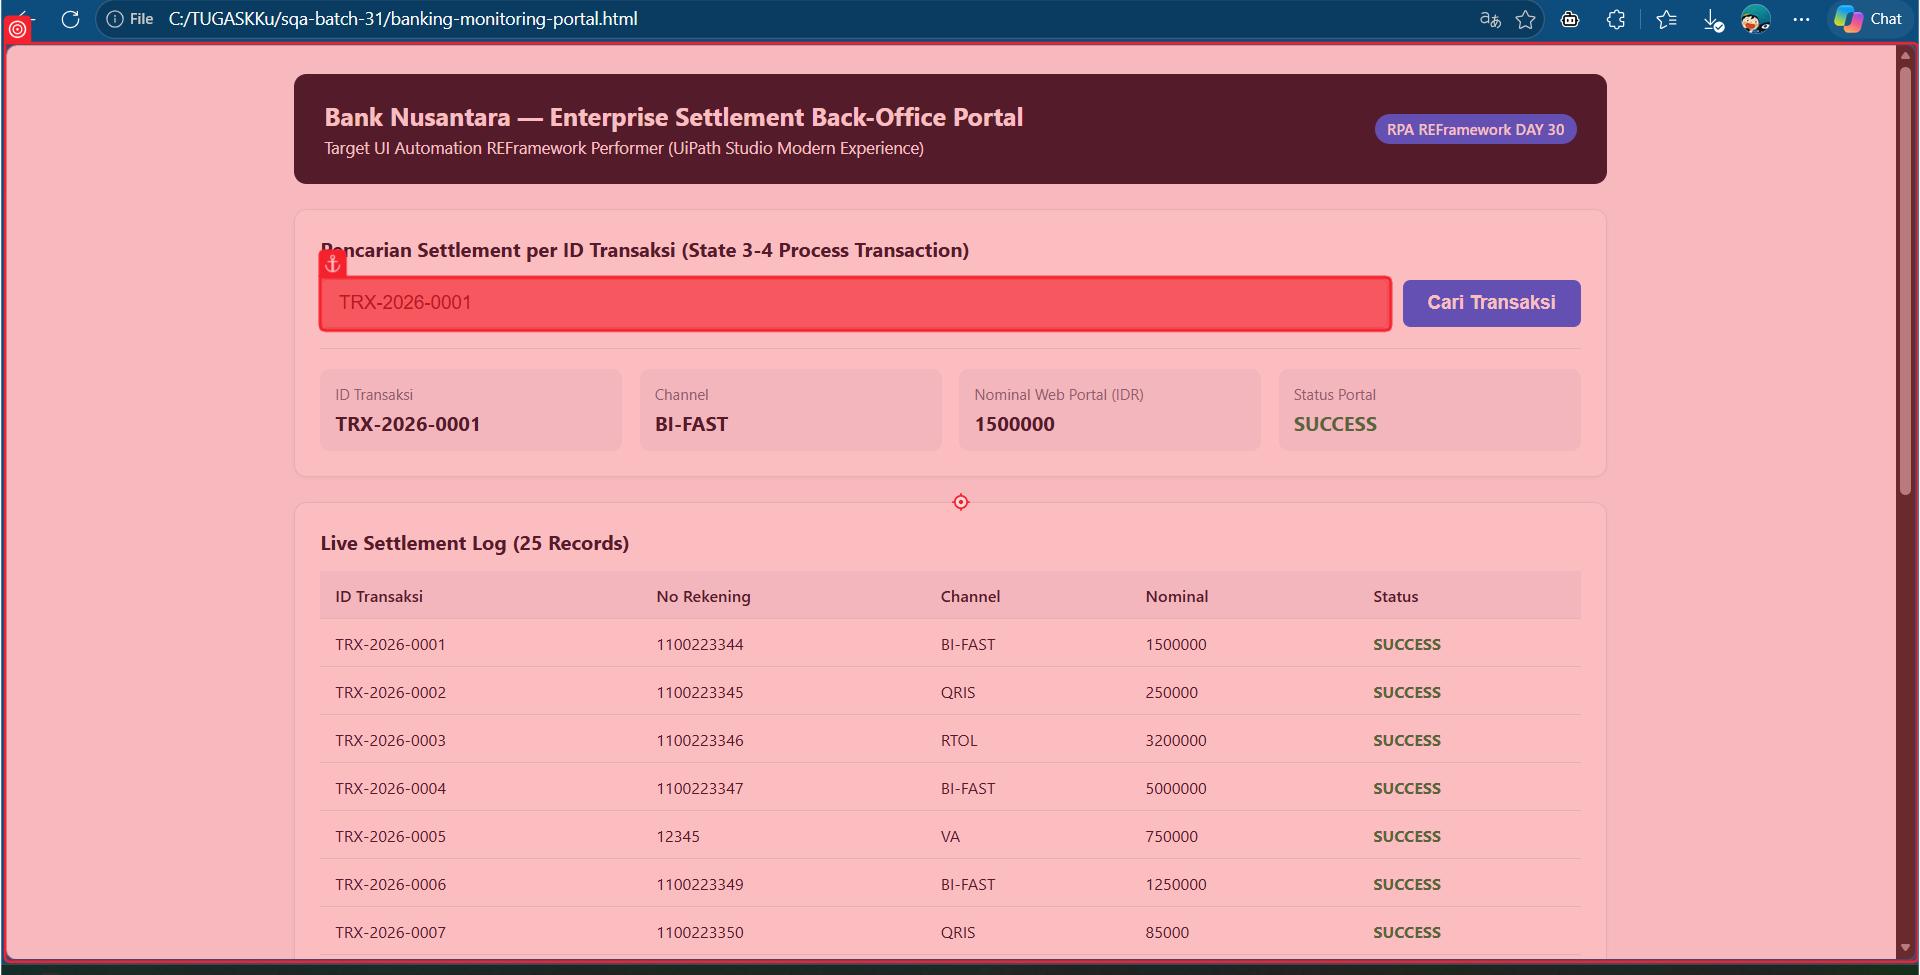 File C:/TUGASKKu/sqa-batch-31/banking-monitoring-portal.html
Chat
Bank Nusantara — Enterprise Settlement Back-Office Portal
Target UI Automation REFramework Performer (UiPath Studio Modern Experience)
RPA REFramework DAY 30
Pencarian Settlement per ID Transaksi (State 3-4 Process Transaction)
TRX-2026-0001
Cari Transaksi
ID Transaksi
TRX-2026-0001
Channel
BI-FAST
Nominal Web Portal (IDR)
1500000
Status Portal
SUCCESS
Live Settlement Log (25 Records)
ID Transaksi No Rekening Channel Nominal Status
TRX-2026-0001 1100223344 BI-FAST 1500000 SUCCESS
TRX-2026-0002 1100223345 QRIS 250000 SUCCESS
TRX-2026-0003 1100223346 RTOL 3200000 SUCCESS
TRX-2026-0004 1100223347 BI-FAST 5000000 SUCCESS
TRX-2026-0005 12345 VA 750000 SUCCESS
TRX-2026-0006 1100223349 BI-FAST 1250000 SUCCESS
TRX-2026-0007 1100223350 QRIS 85000 SUCCESS